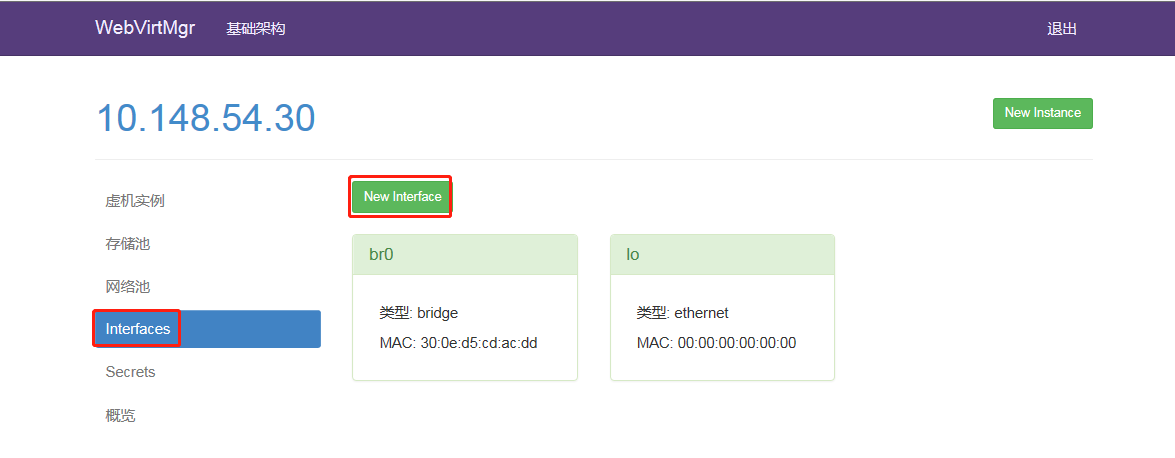 WebVirtMgr 基础架构 退出
10.148.54.30
New Instance
虚机实例
存储池
网络池
Interfaces
Secrets
概览
New Interface
br0
类型: bridge
MAC: 30:0e:d5:cd:ac:dd
lo
类型: ethernet
MAC: 00:00:00:00:00:00